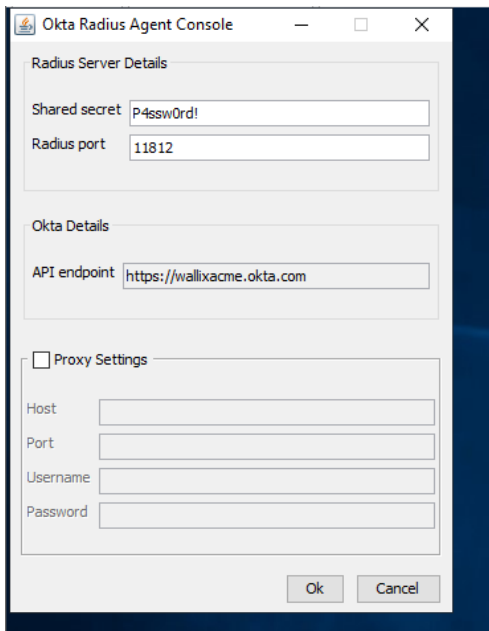 Okta Radius Agent Console
Radius Server Details
Shared secret P4ssw0rd!
Radius port 11812
Okta Details
API endpoint https://wallixacme.okta.com
Proxy Settings
Host
Port
Username
Password
Ok Cancel